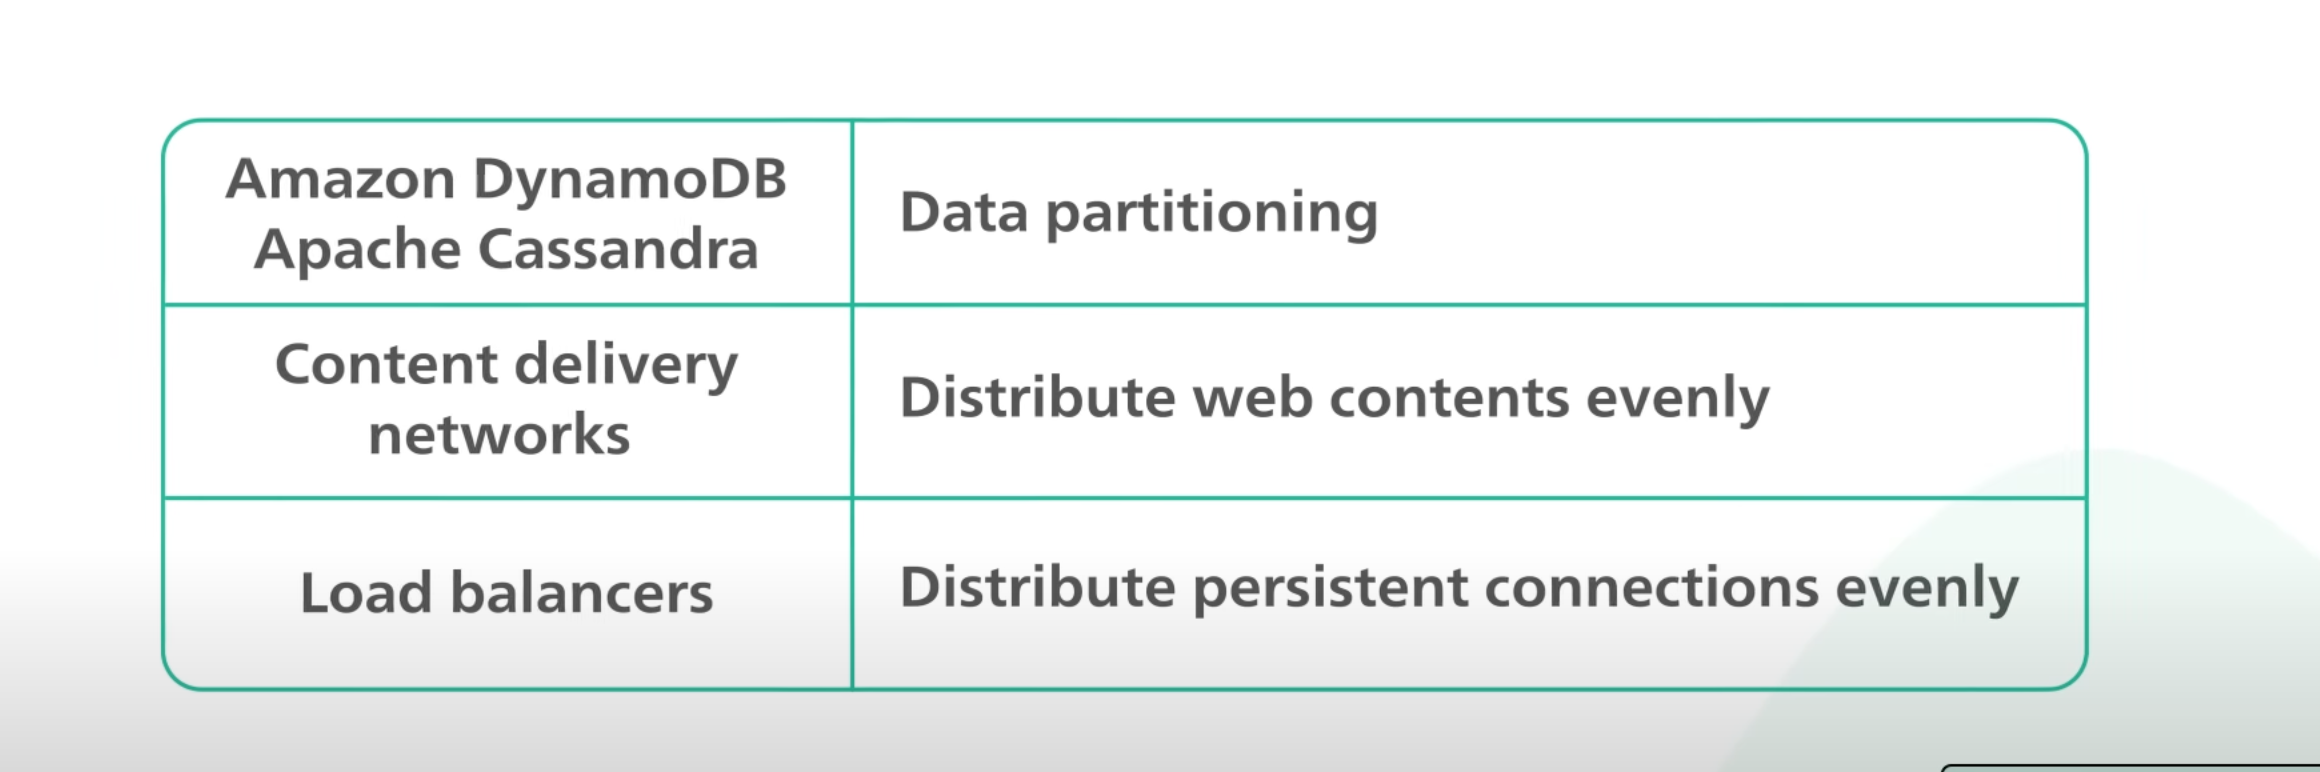 Amazon DynamoDB
Apache Cassandra
Data partitioning
Content delivery
networks
Distribute web contents evenly
Load balancers
Distribute persistent connections evenly